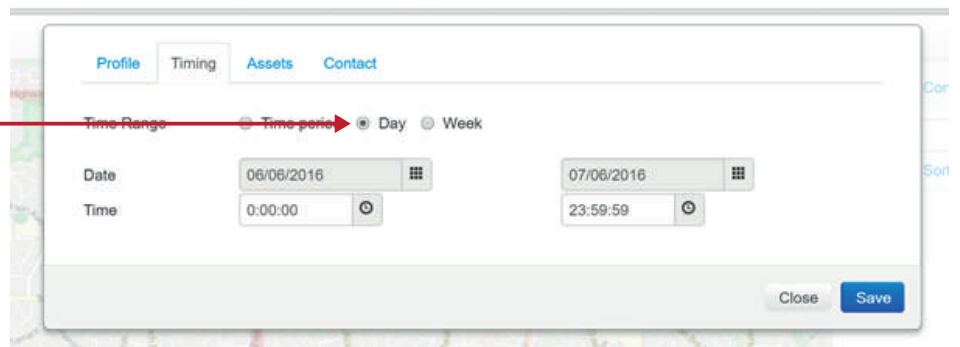 Profile Timing Assets Contact
Time Range Time period Day Week
Date 06/06/2016 07/06/2016
Time 0:00:00 23:59:59
Close Save